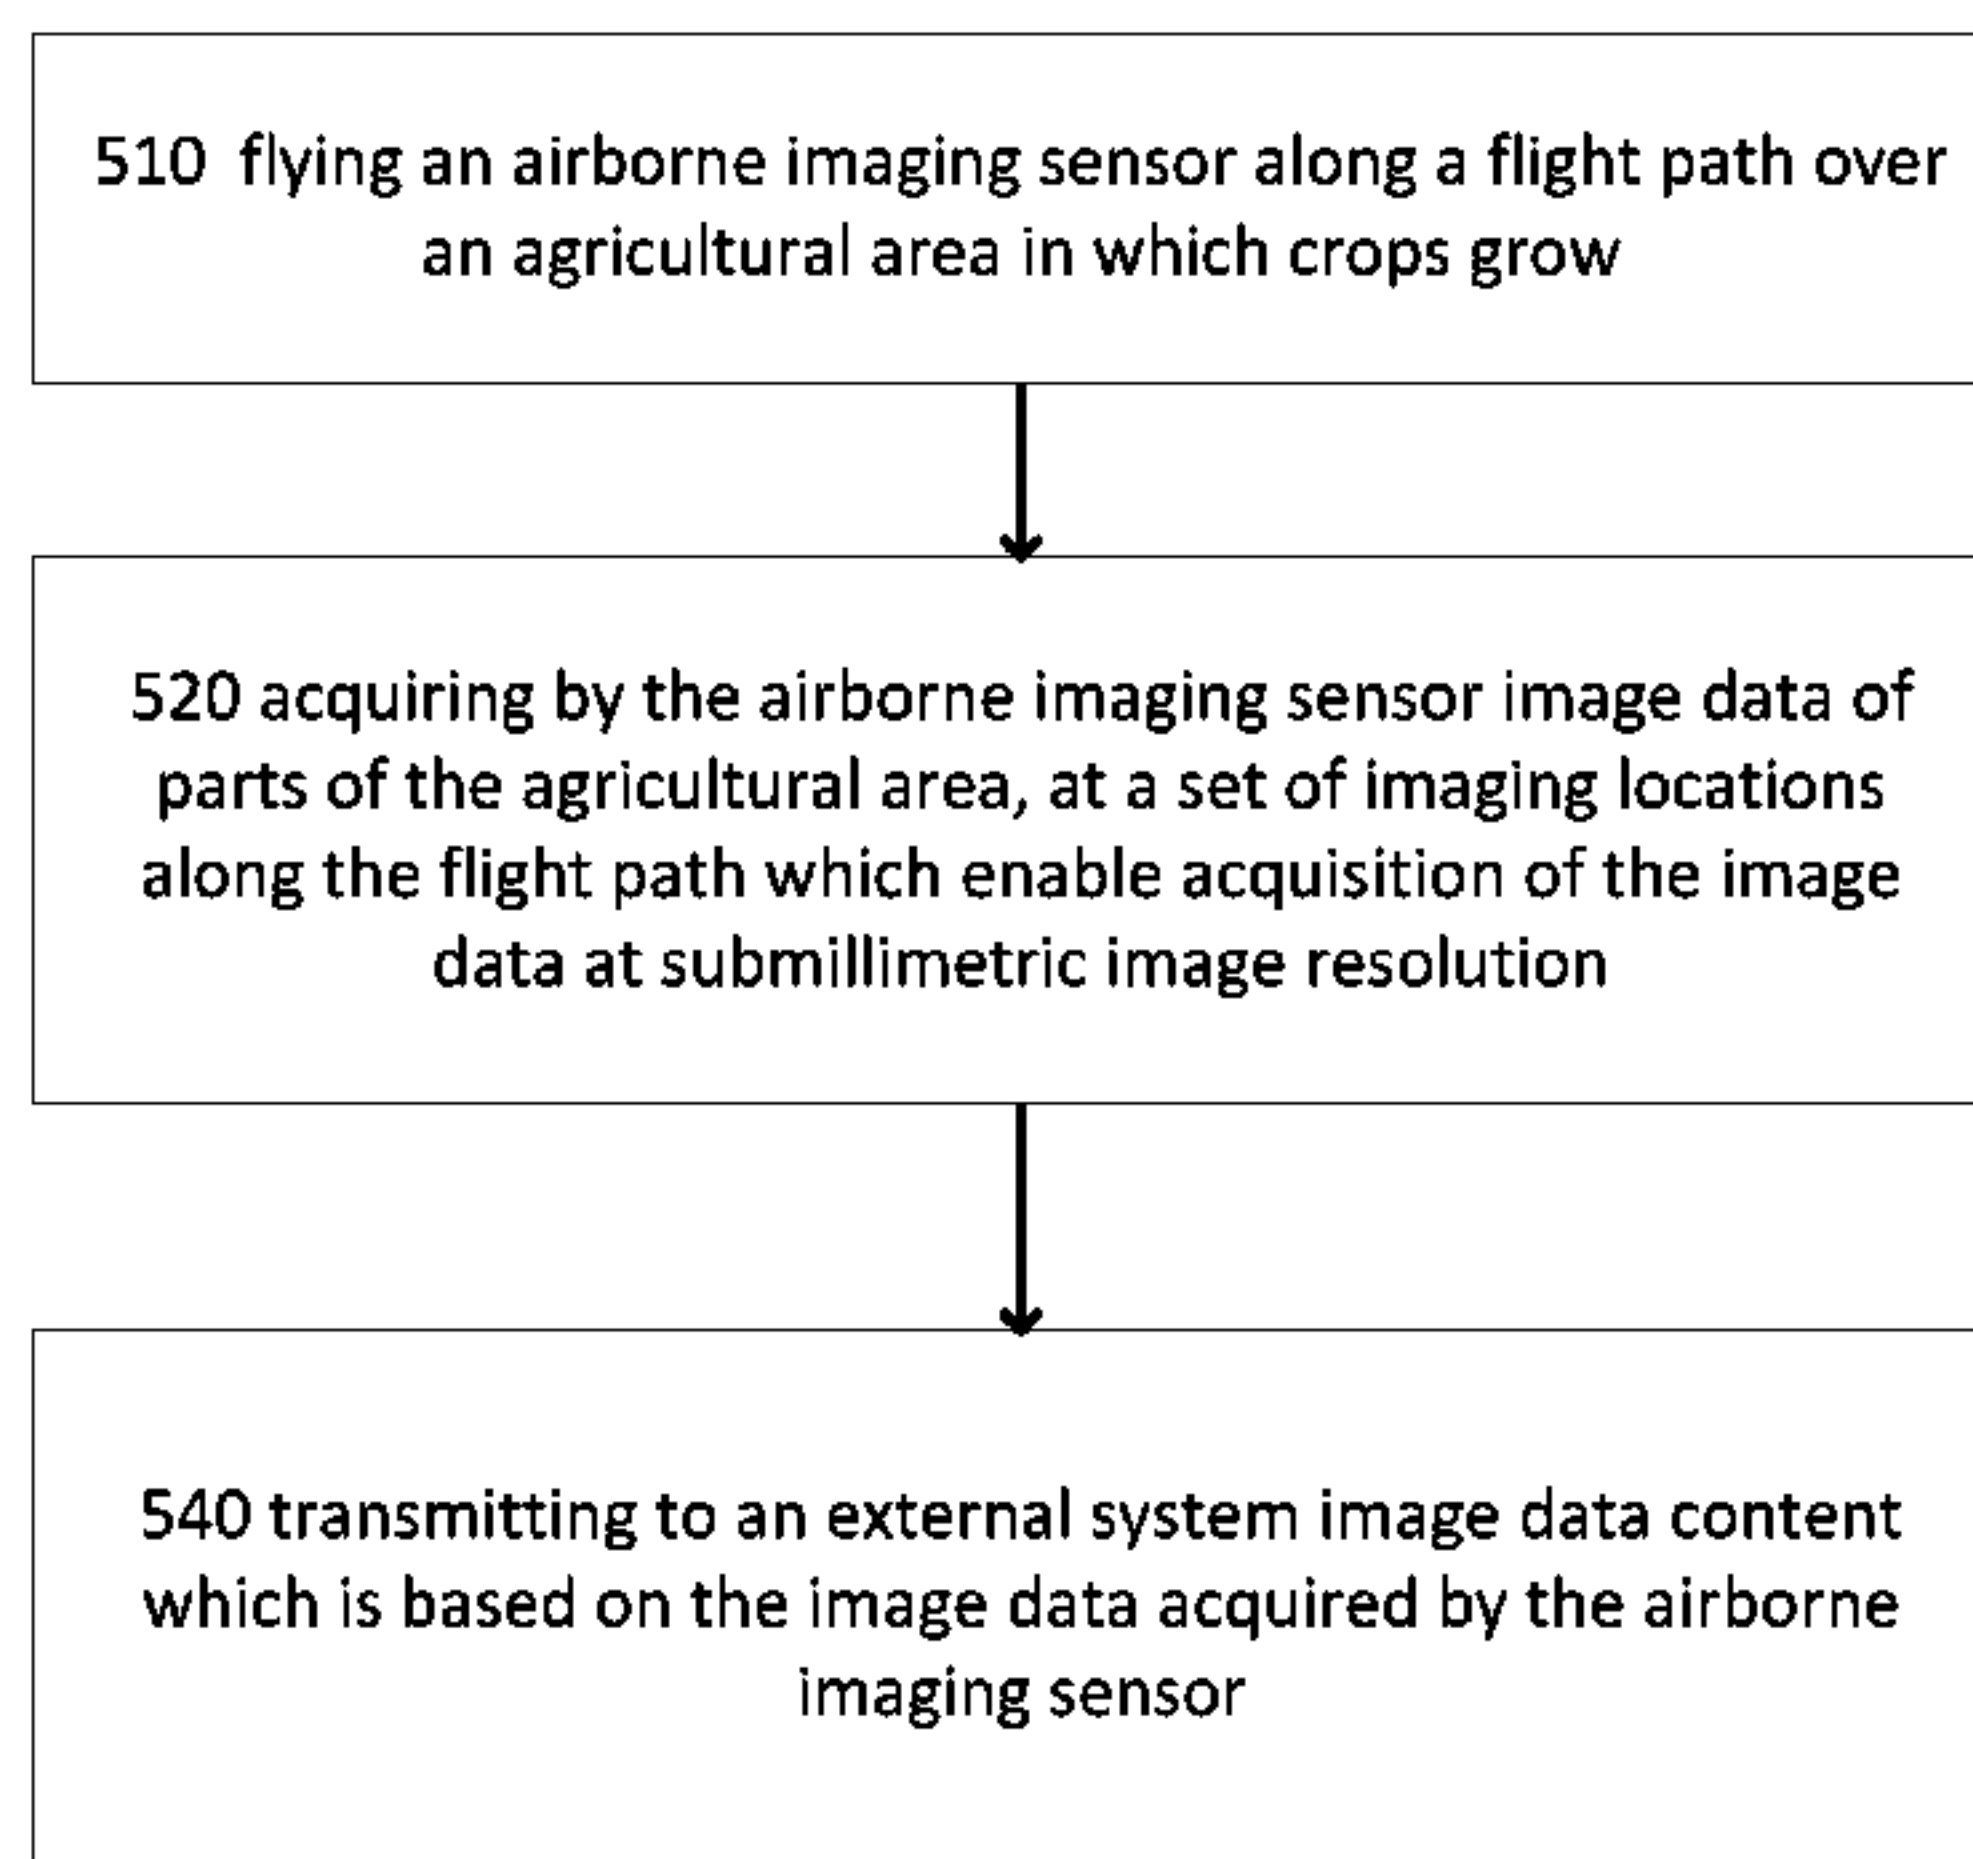 510 flying an airborne imaging sensor along a flight path over
an agricultural area in which crops grow
520 acquiring by the airborne imaging sensor image data of
parts of the agricultural area, at a set of imaging locations
along the flight path which enable acquisition of the image
data at submillimetric image resolution
540 transmitting to an external system image data content
which is based on the image data acquired by the airborne
imaging sensor